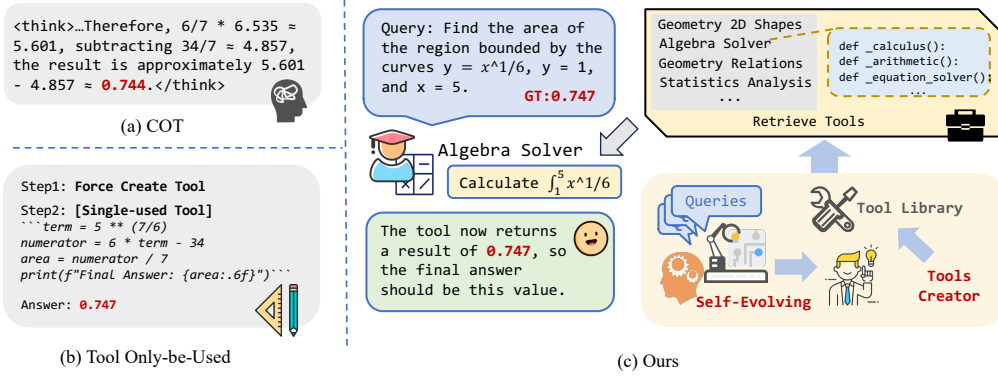 <think>…Therefore, 6/7 * 6.535 ≈
5.601, subtracting 34/7 ≈ 4.857,
the result is approximately 5.601
- 4.857 ≈ 0.744.</think>
(a) COT
Step1: Force Create Tool
Step2: [Single-used Tool]
```term = 5 ** (7/6)
numerator = 6 * term - 34
area = numerator / 7
print(f"Final Answer: {area:.6f}")```
Answer: 0.747
(b) Tool Only-be-Used
Query: Find the area of
the region bounded by the
curves y = x^1/6, y = 1,
and x = 5.
GT:0.747
Algebra Solver
Calculate ∫₁⁵ x^1/6
The tool now returns
a result of 0.747, so
the final answer
should be this value.
Geometry 2D Shapes
Algebra Solver
Geometry Relations
Statistics Analysis
...
def _calculus():
def _arithmetic():
def _equation_solver():
...
Retrieve Tools
Queries
Tool Library
Self-Evolving
Tools
Creator
(c) Ours